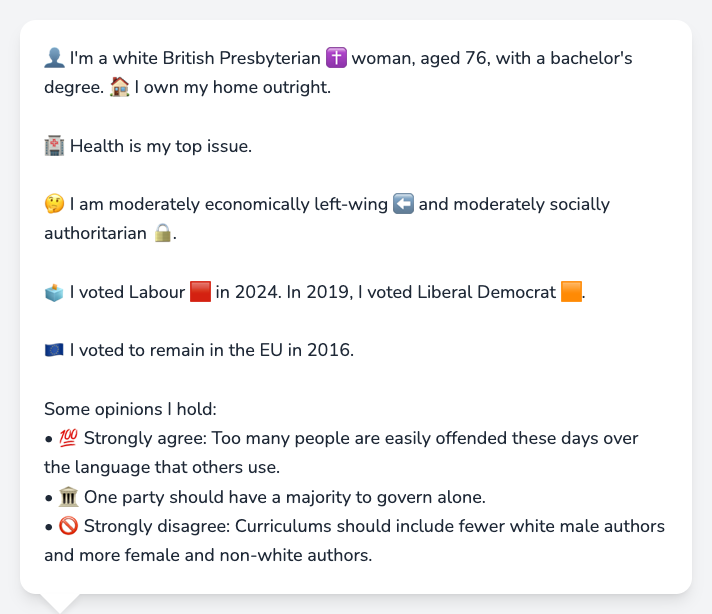 👤 I'm a white British Presbyterian ✝️ woman, aged 76, with a bachelor's
degree. 🏠 I own my home outright.
🏥 Health is my top issue.
🤔 I am moderately economically left-wing ⬅️ and moderately socially
authoritarian 🔒.
🗳️ I voted Labour 🟥 in 2024. In 2019, I voted Liberal Democrat 🟧.
🇪🇺 I voted to remain in the EU in 2016.
Some opinions I hold:
• 💯 Strongly agree: Too many people are easily offended these days over
the language that others use.
• 🏛️ One party should have a majority to govern alone.
• 🚫 Strongly disagree: Curriculums should include fewer white male authors
and more female and non-white authors.